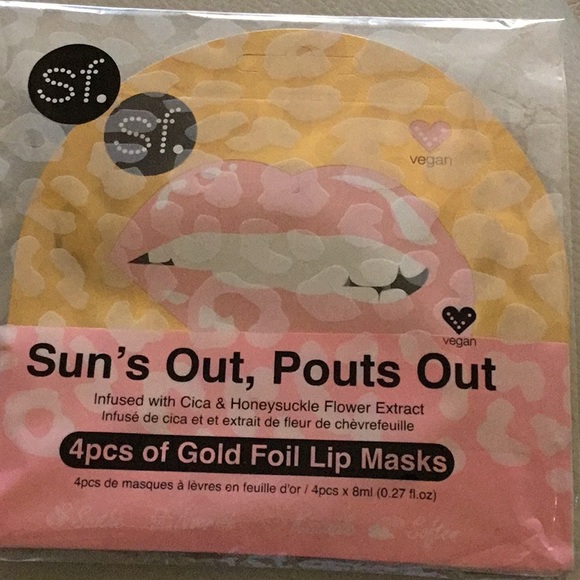 sf.
sf.
vegan
vegan
Sun's Out, Pouts Out
Infused with Cica & Honeysuckle Flower Extract
Infusé de cica et et extrait de fleur de chèvrefeuille
4pcs of Gold Foil Lip Masks
4pcs de masques à lèvres en feuille d'or / 4pcs x 8ml (0.27 fl.oz)